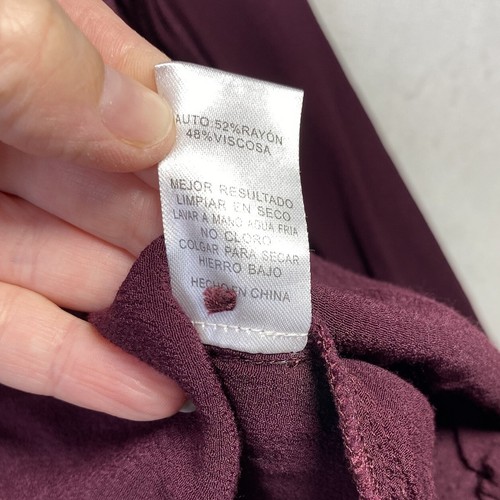 AUTO: 52%RAYÓN
48%VISCOSA
MEJOR RESULTADO
LIMPIAR EN SECO
LAVAR A MANO AGUA FRIA
NO CLORO
COLGAR PARA SECAR
HIERRO BAJO
HECHO EN CHINA